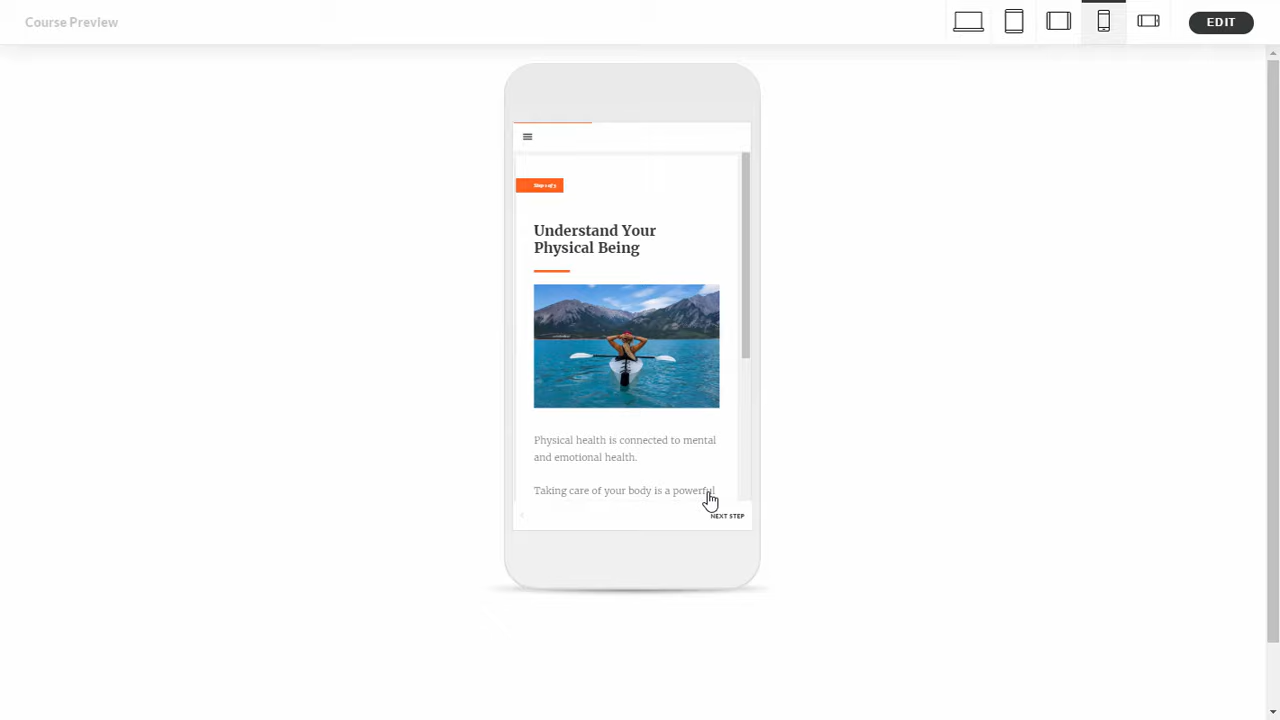 Course Preview
EDIT
Understand Your
Physical Being
Physical health is connected to mental
and emotional health.
Taking care of your body is a powerful
NEXT STEP